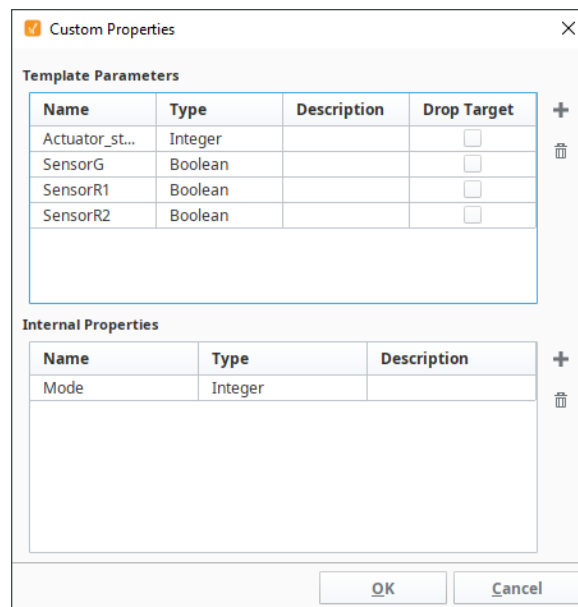 Custom Properties
Template Parameters
Name Type Description Drop Target
Actuator_st... Integer
SensorG Boolean
SensorR1 Boolean
SensorR2 Boolean
Internal Properties
Name Type Description
Mode Integer
OK Cancel